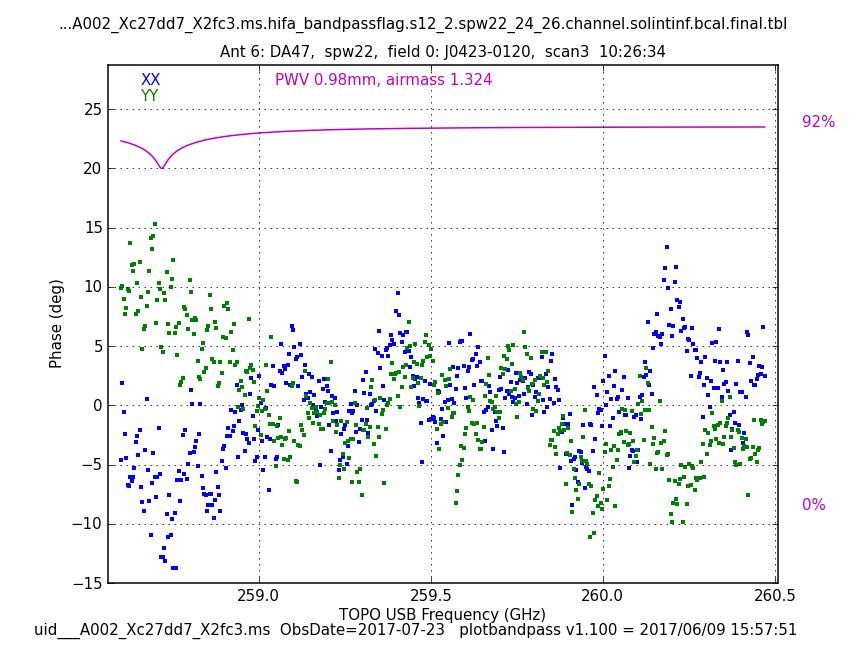 ...A002_Xc27dd7_X2fc3.ms.hifa_bandpassflag.s12_2.spw22_24_26.channel.solintinf.bcal.final.tbl
Ant 6: DA47,  spw22,  field 0: J0423-0120,  scan3  10:26:34
XX
YY
PWV 0.98mm, airmass 1.324
92%
0%
25
20
15
10
5
0
−5
−10
−15
Phase (deg)
259.0 259.5 260.0 260.5
TOPO USB Frequency (GHz)
uid___A002_Xc27dd7_X2fc3.ms  ObsDate=2017-07-23   plotbandpass v1.100 = 2017/06/09 15:57:51